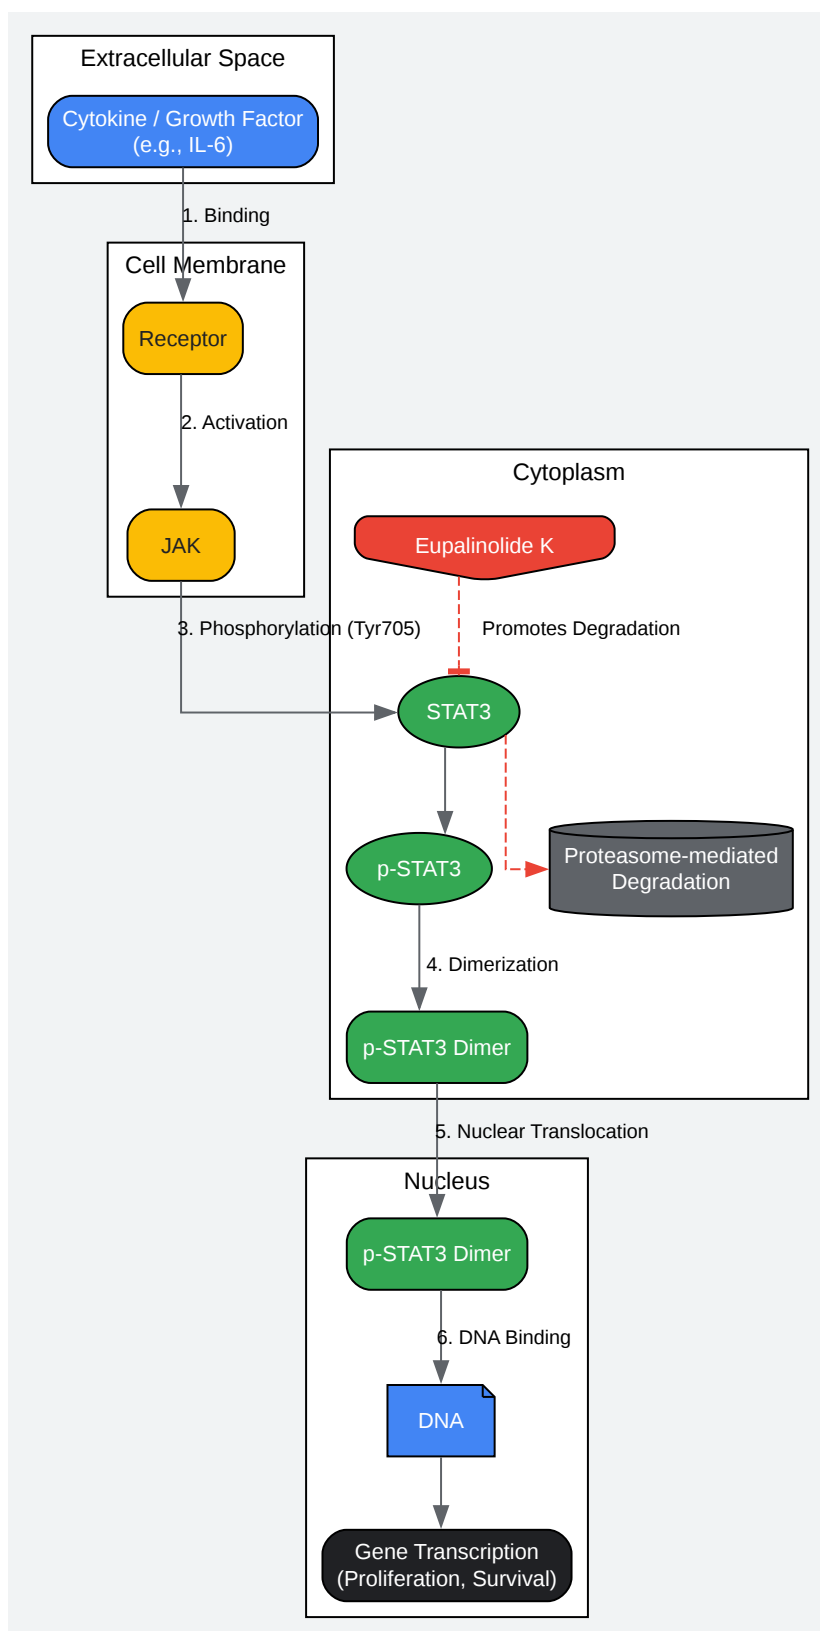 Extracellular Space
Cytokine / Growth Factor
(e.g., IL-6)
1. Binding
Cell Membrane
Receptor
2. Activation
JAK
Cytoplasm
Eupalinolide K
3. Phosphorylation (Tyr705)
Promotes Degradation
STAT3
p-STAT3
Proteasome-mediated
Degradation
4. Dimerization
p-STAT3 Dimer
5. Nuclear Translocation
Nucleus
p-STAT3 Dimer
6. DNA Binding
DNA
Gene Transcription
(Proliferation, Survival)